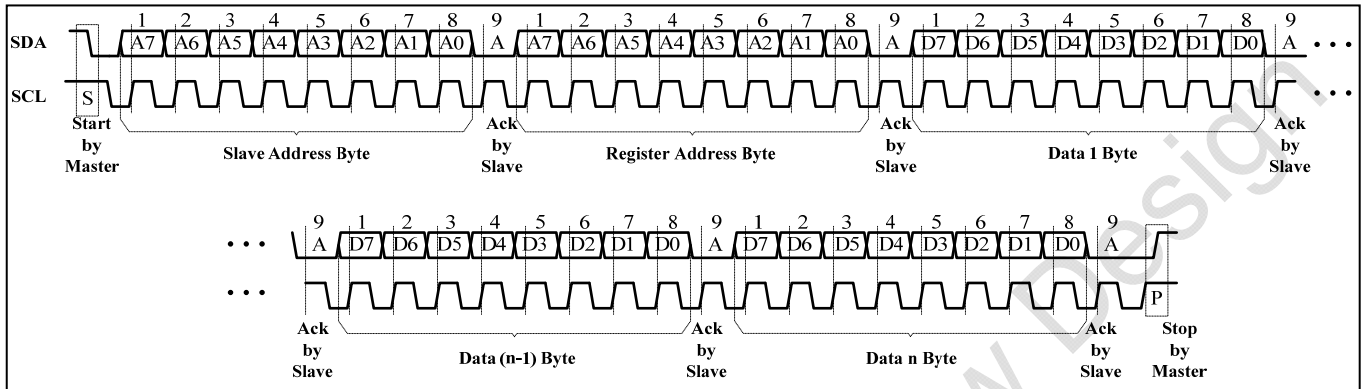 1 2 3 4 5 6 7 8 9 1 2 3 4 5 6 7 8 9 1 2 3 4 5 6 7 8 9
SDA A7 A6 A5 A4 A3 A2 A1 A0 A A7 A6 A5 A4 A3 A2 A1 A0 A D7 D6 D5 D4 D3 D2 D1 D0 A • • •
SCL S • • •
Start by Master
Slave Address Byte
Ack by Slave
Register Address Byte
Ack by Slave
Data 1 Byte
Ack by Slave
9 1 2 3 4 5 6 7 8 9 1 2 3 4 5 6 7 8 9
• • • A D7 D6 D5 D4 D3 D2 D1 D0 A D7 D6 D5 D4 D3 D2 D1 D0 A
• • • P
Ack by Slave
Data (n-1) Byte
Ack by Slave
Data n Byte
Ack by Slave
Stop by Master
w Design